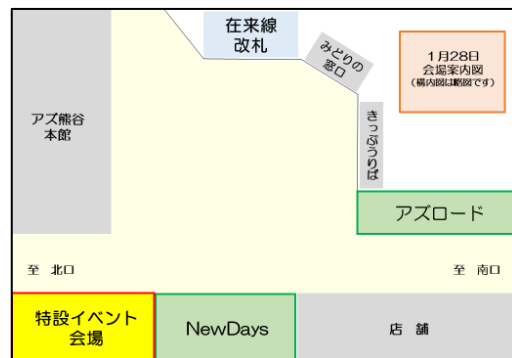 在来線
改札
みどりの
窓口
1月28日
会場案内図
(構内図は略図です)
アズ熊谷
本館
きっぷうりば
アズロード
至 北口
至 南口
特設イベント
会場
NewDays
店 舗